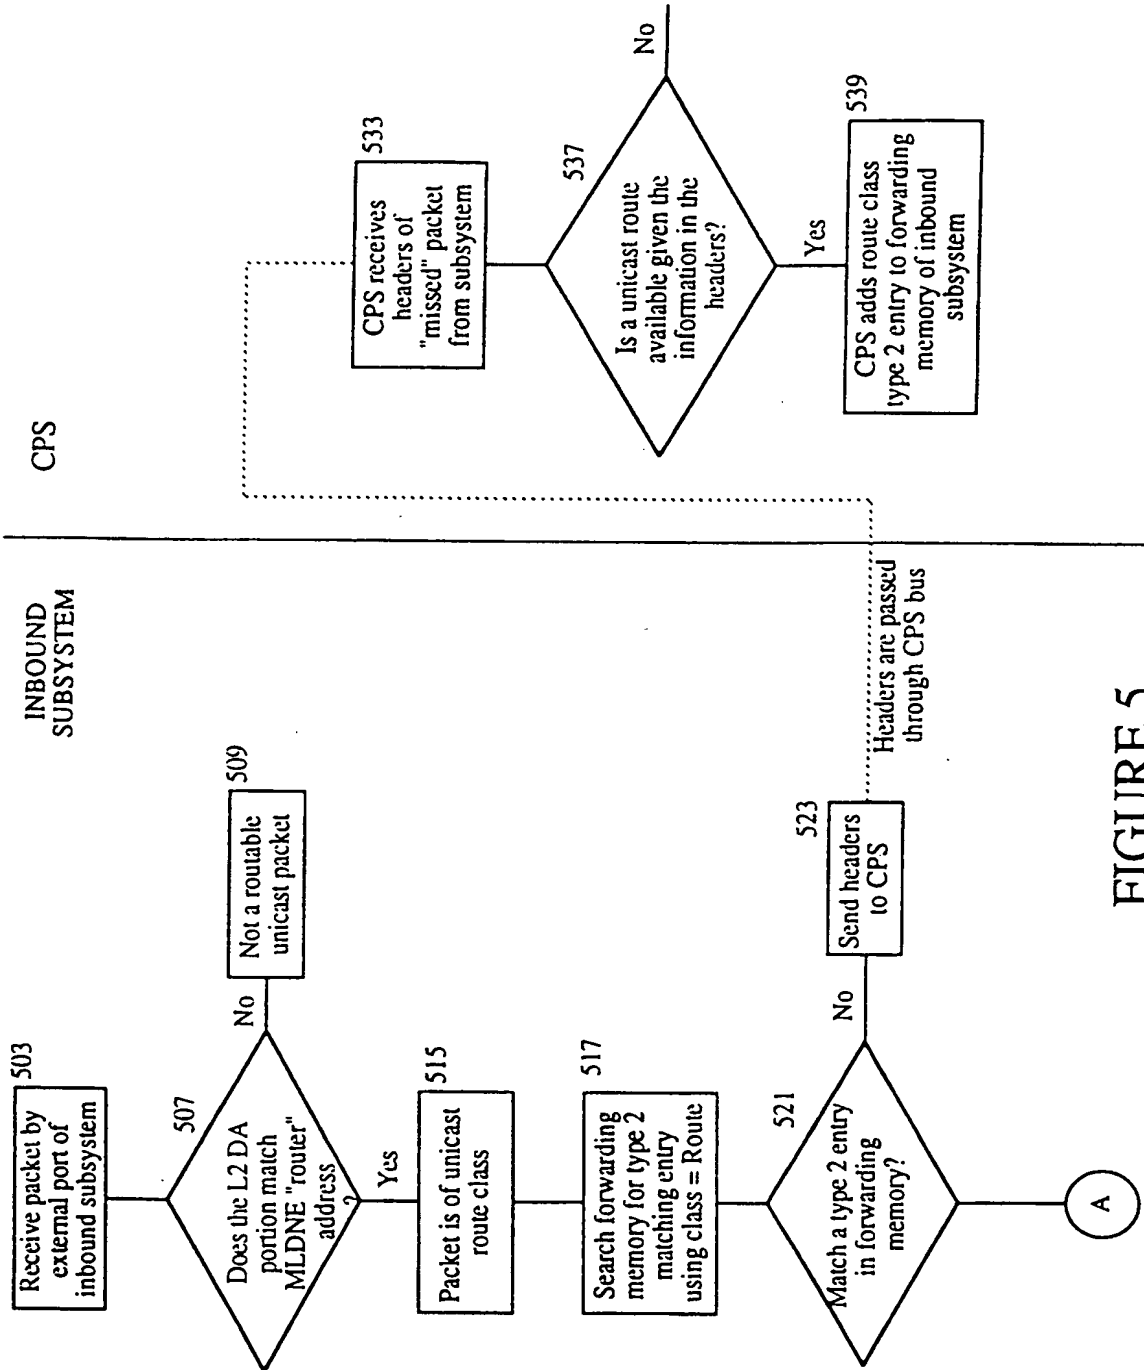 INBOUND
SUBSYSTEM
CPS
503
Receive packet by
external port of
inbound subsystem
507
Does the L2 DA
portion match
MLDNE "router"
address
?
No
509
Not a routable
unicast packet
Yes
515
Packet is of unicast
route class
517
Search forwarding
memory for type 2
matching entry
using class = Route
521
Match a type 2 entry
in forwarding
memory?
No
523
Send headers
to CPS
Headers are passed
through CPS bus
A
533
CPS receives
headers of
"missed" packet
from subsystem
537
Is a unicast route
available given the
information in the
headers?
No
Yes
539
CPS adds route class
type 2 entry to forwarding
memory of inbound
subsystem
FIGURE 5